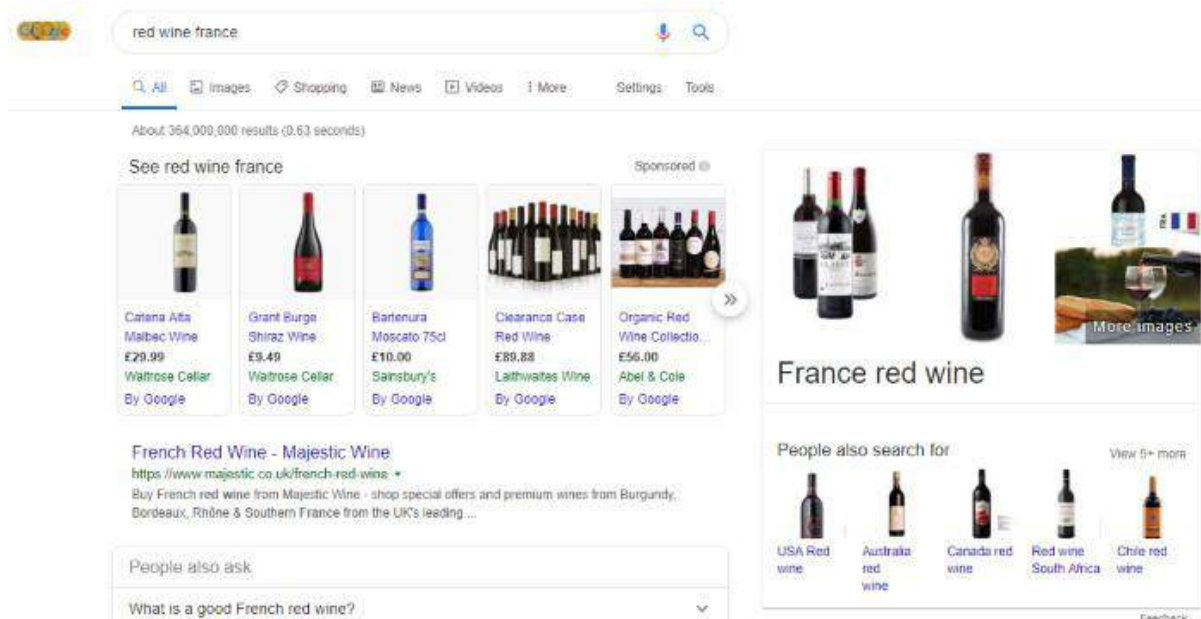 red wine france
All Images Shopping News Videos More Settings Tools
About 364,000,000 results (0.63 seconds)
See red wine france
Sponsored
Catena Alta
Malbec Wine
£29.99
Waitrose Cellar
By Google
Grant Burge
Shiraz Wine
£9.49
Waitrose Cellar
By Google
Bartenura
Moscato 75cl
£10.00
Sainsbury's
By Google
Clearance Case
Red Wine
£89.88
Laithwaites Wine
By Google
Organic Red
Wine Collectio...
£56.00
Abel & Cole
By Google
French Red Wine - Majestic Wine
https://www.majestic.co.uk/french-red-wine
Buy French red wine from Majestic Wine - shop special offers and premium wines from Burgundy,
Bordeaux, Rhône & Southern France from the UK's leading ...
People also ask
What is a good French red wine?
More images
France red wine
People also search for
View 5+ more
USA Red
wine
Australia
red
wine
Canada red
wine
Red wine
South Africa
Chile red
wine
Feedback